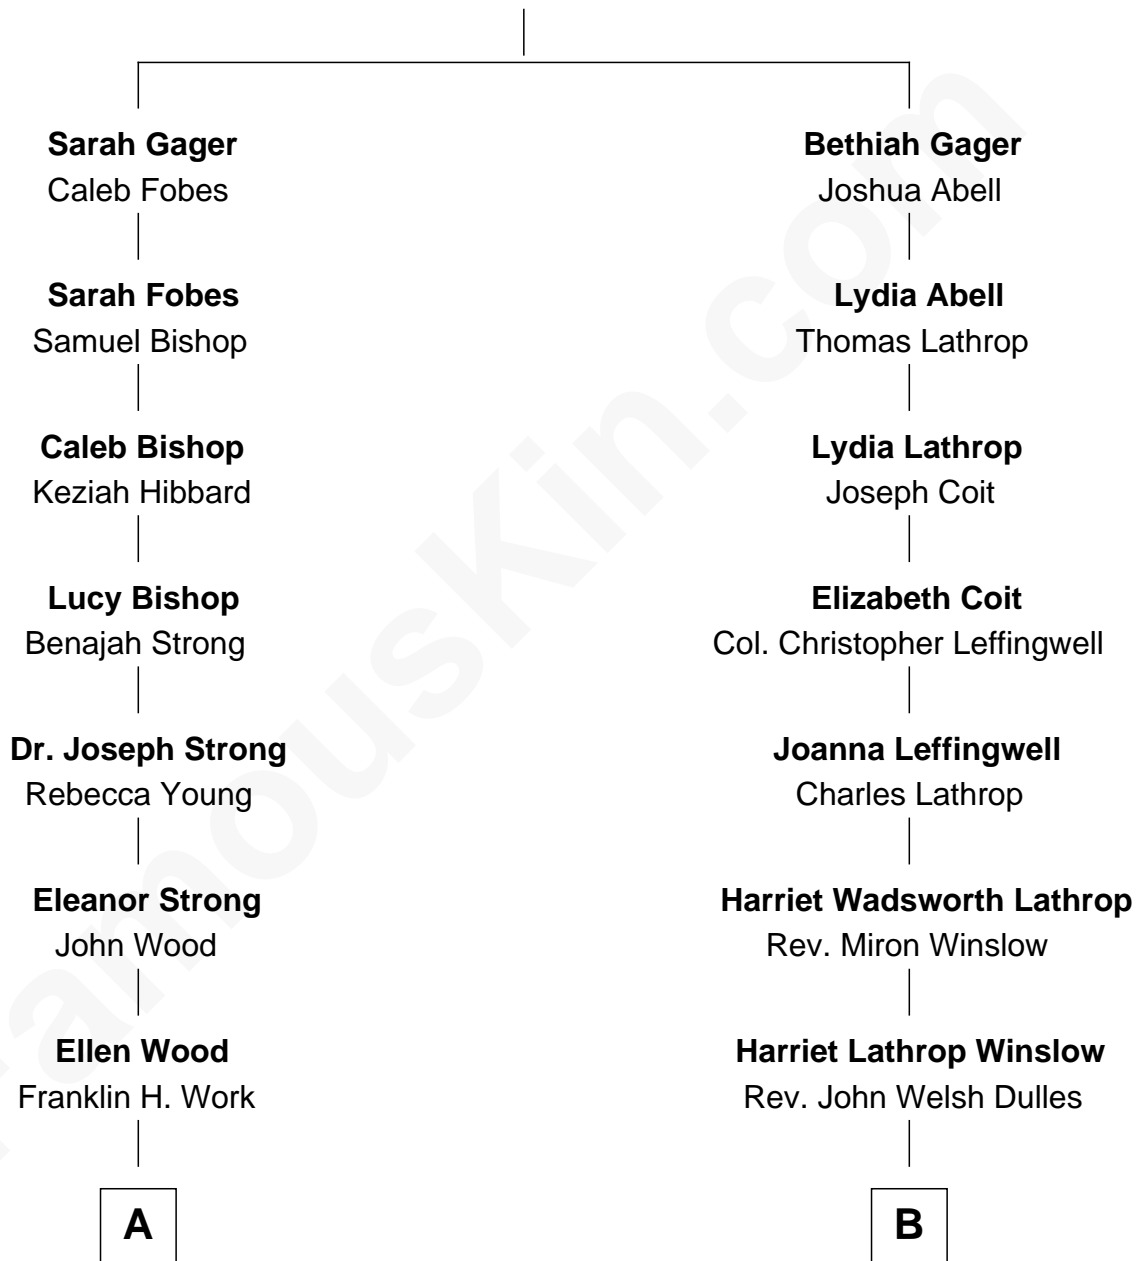 Sarah Gager
Caleb Fobes
Sarah Fobes
Samuel Bishop
Caleb Bishop
Keziah Hibbard
Lucy Bishop
Benajah Strong
Dr. Joseph Strong
Rebecca Young
Eleanor Strong
John Wood
Ellen Wood
Franklin H. Work
A
Bethiah Gager
Joshua Abell
Lydia Abell
Thomas Lathrop
Lydia Lathrop
Joseph Coit
Elizabeth Coit
Col. Christopher Leffingwell
Joanna Leffingwell
Charles Lathrop
Harriet Wadsworth Lathrop
Rev. Miron Winslow
Harriet Lathrop Winslow
Rev. John Welsh Dulles
B
FamousKin.com